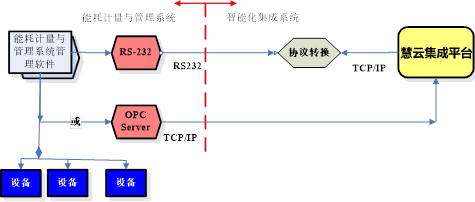 能耗计量与管理系统
智能化集成系统
能耗计量与
管理系统管
理软件
RS-232
RS232
协议转换
TCP/IP
慧云集成平台
或
OPC
Server
TCP/IP
设备
设备
设备